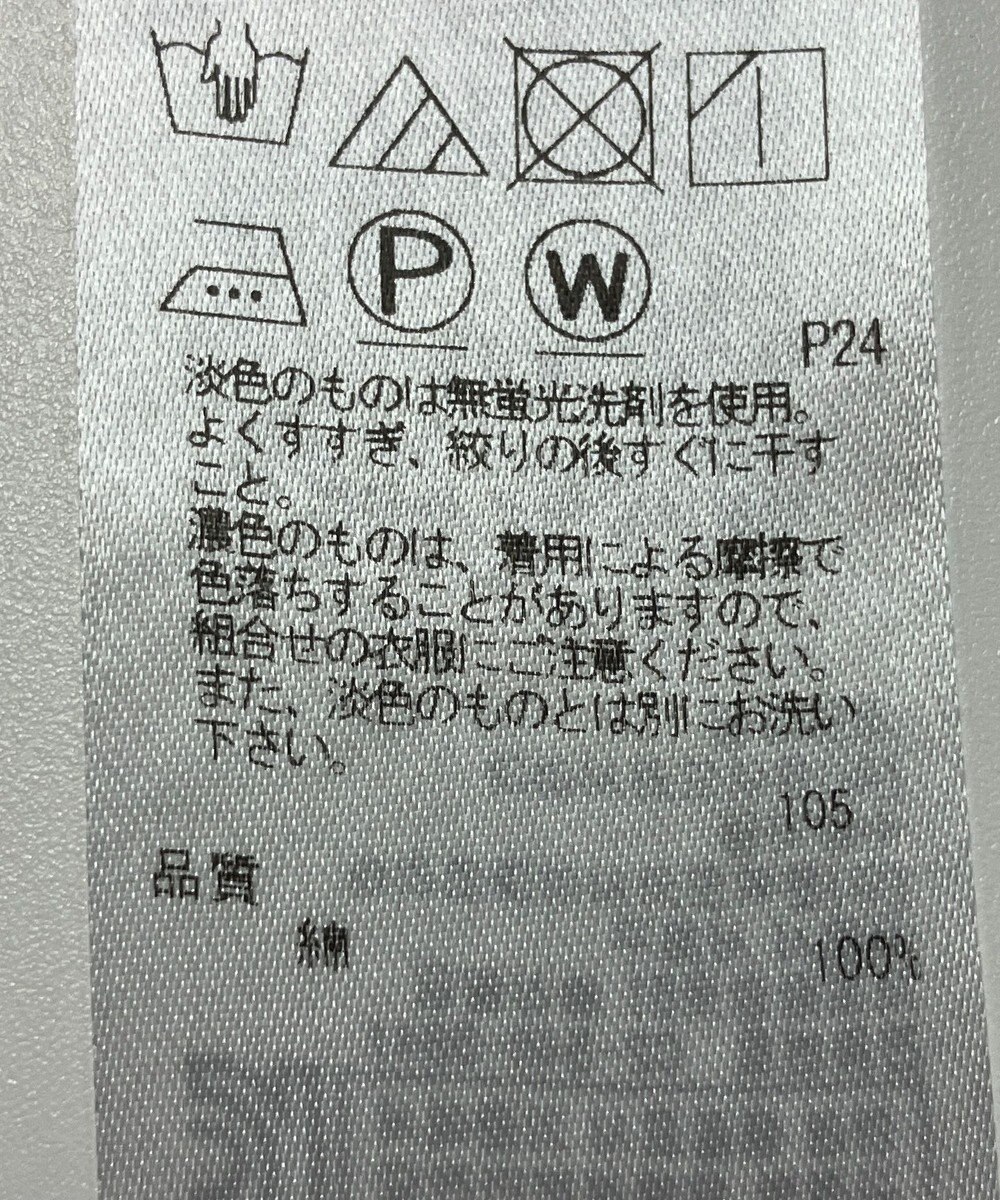 P
W
P24
淡色のものは無蛍光洗剤を使用。
よくすすぎ、絞りの後すぐに干す
こと。
濃色のものは、着用による摩擦で
色落ちすることがありますので、
組合せの衣服にご注意ください。
また、淡色のものとは別にお洗い
下さい。
105
品質
綿 100%